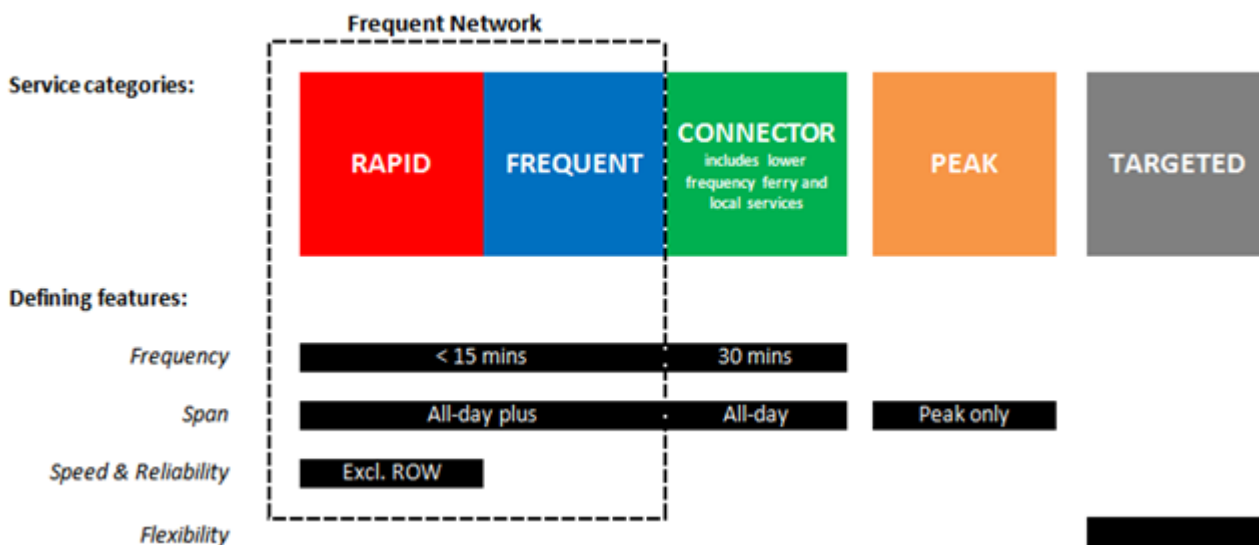 Frequent Network
Service categories:
RAPID
FREQUENT
CONNECTOR
includes lower
frequency ferry and
local services
PEAK
TARGETED
Defining features:
Frequency
< 15 mins
30 mins
Span
All-day plus
All-day
Peak only
Speed & Reliability
Excl. ROW
Flexibility